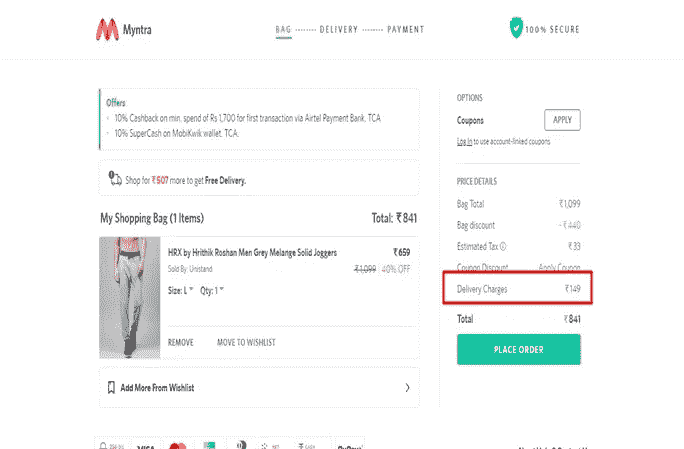 Myntra
BAG -------- DELIVERY -------- PAYMENT
100% SECURE
Offers
10% Cashback on min. spend of Rs 1,700 for first transaction via Airtel Payment Bank. TCA
10% SuperCash on MobiKwik wallet. TCA.
Shop for ₹507 more to get Free Delivery.
My Shopping Bag (1 Items) Total: ₹841
HRX by Hrithik Roshan Men Grey Melange Solid Joggers ₹659
Sold By: Unistand ₹1,099 40% OFF
Size: L Qty: 1
REMOVE MOVE TO WISHLIST
Add More From Wishlist
OPTIONS
Coupons APPLY
Log In to use account-linked coupons
PRICE DETAILS
Bag Total ₹1,099
Bag discount -₹440
Estimated Tax ₹33
Coupon Discount Apply Coupon
Delivery Charges ₹149
Total ₹841
PLACE ORDER
VISA